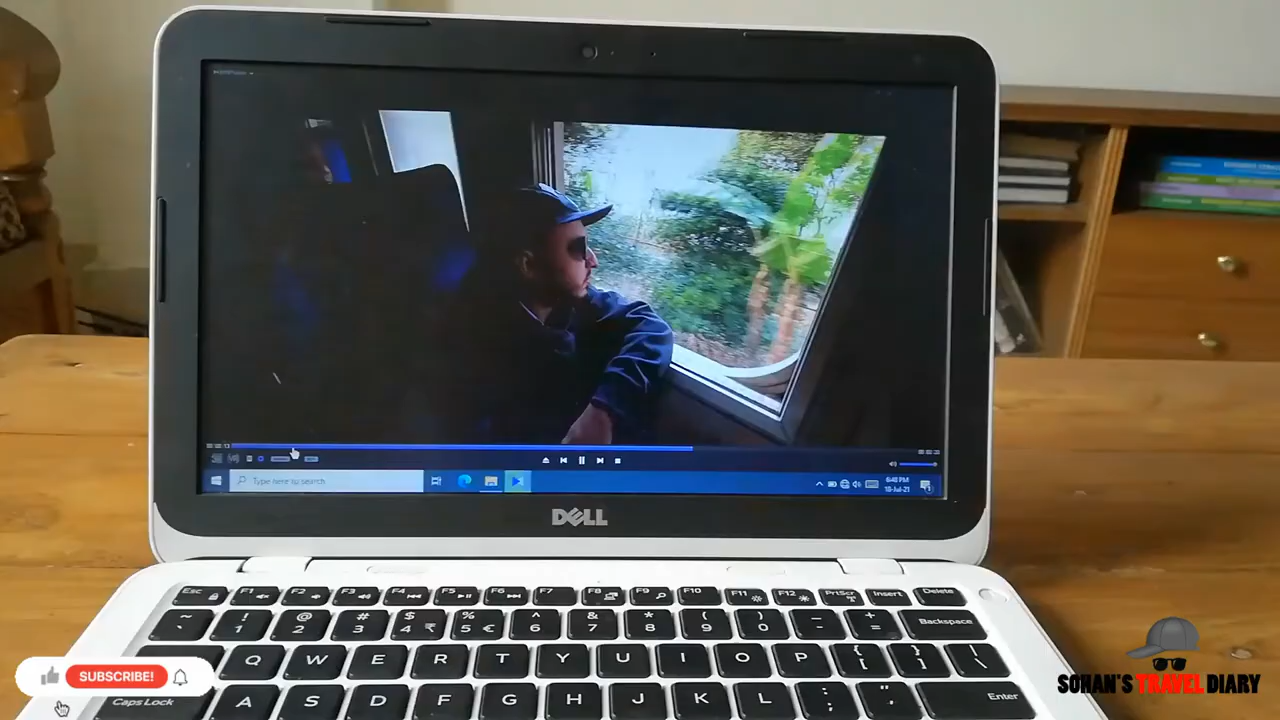 DELL
Type here to search
6:40 PM
10-Jul-21
Esc F1 F2 F3 F4 F5 F6 F7 F8 F9 F10 F11 F12 PrtScr Insert Delete
~ ! @ # $ % ^ & * ( ) _ +
1 2 3 4 ₹ 5 € 6 7 8 9 0 - =
Backspace
Q W E R T Y U I O P { [ } ] | \
Caps Lock A S D F G H J K L : ; " ' Enter
SUBSCRIBE!
SOHAN'S TRAVEL DIARY